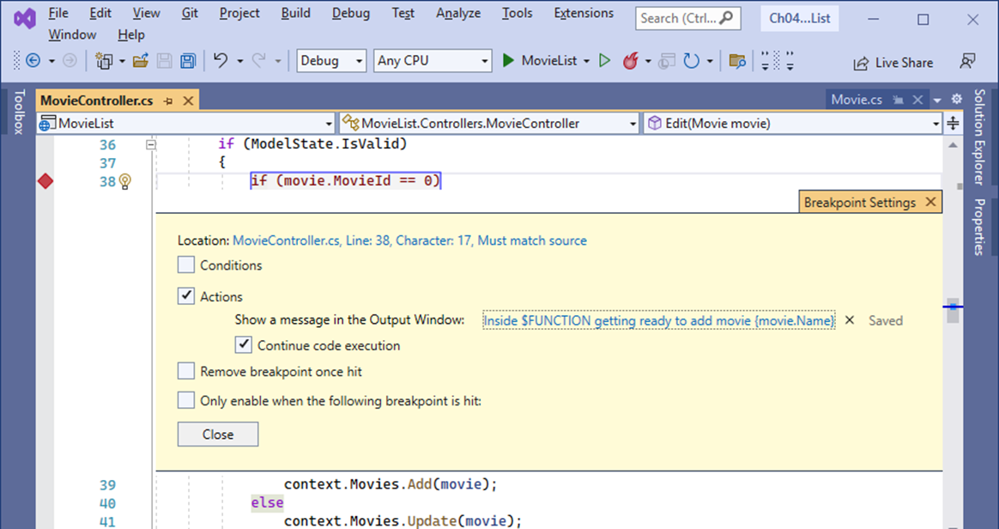 File Edit View Git Project Build Debug Test Analyze Tools Extensions Search (Ctrl... Ch04...List
Window Help
Debug Any CPU MovieList Live Share
Toolbox
MovieController.cs Movie.cs
MovieList MovieList.Controllers.MovieController Edit(Movie movie)
Solution Explorer
Properties
36 if (ModelState.IsValid)
37 {
38 if (movie.MovieId == 0)
Breakpoint Settings
Location: MovieController.cs, Line: 38, Character: 17, Must match source
Conditions
Actions
Show a message in the Output Window: Inside $FUNCTION getting ready to add movie {movie.Name} Saved
Continue code execution
Remove breakpoint once hit
Only enable when the following breakpoint is hit:
Close
39 context.Movies.Add(movie);
40 else
41 context.Movies.Update(movie);